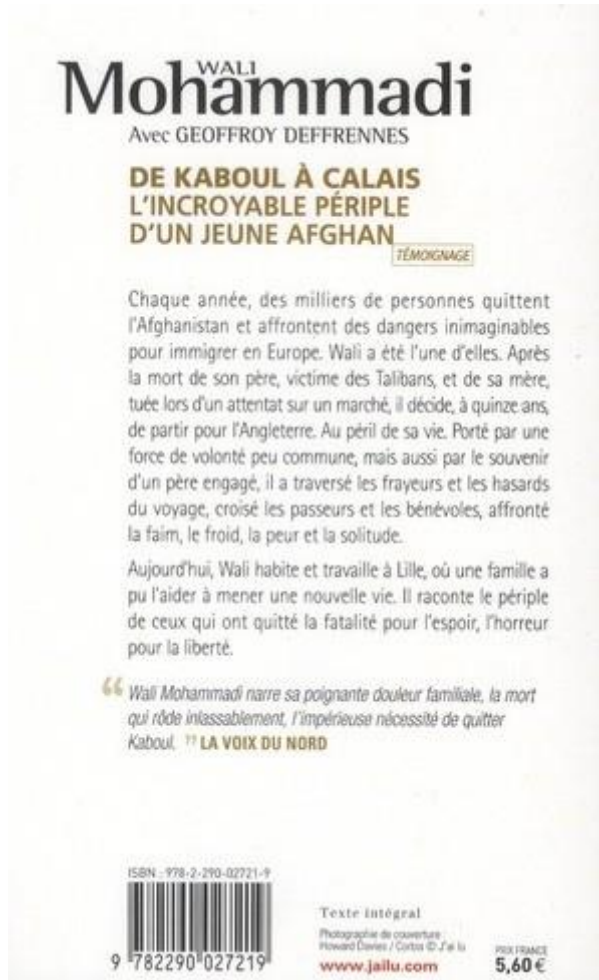 WALI
Mohammadi
Avec GEOFFROY DEFFRENNES
DE KABOUL À CALAIS
L'INCROYABLE PÉRIPLE
D'UN JEUNE AFGHAN
TÉMOIGNAGE
Chaque année, des milliers de personnes quittent
l'Afghanistan et affrontent des dangers inimaginables
pour immigrer en Europe. Wali a été l'une d'elles. Après
la mort de son père, victime des Talibans, et de sa mère,
tuée lors d'un attentat sur un marché, il décide, à quinze ans,
de partir pour l'Angleterre. Au péril de sa vie. Porté par une
force de volonté peu commune, mais aussi par le souvenir
d'un père engagé, il a traversé les frayeurs et les hasards
du voyage, croisé les passeurs et les bénévoles, affronté
la faim, le froid, la peur et la solitude.
Aujourd'hui, Wali habite et travaille à Lille, où une famille a
pu l'aider à mener une nouvelle vie. Il raconte le périple
de ceux qui ont quitté la fatalité pour l'espoir, l'horreur
pour la liberté.
“ Wali Mohammadi narre sa poignante douleur familiale, la mort
qui rôde inlassablement, l'impérieuse nécessité de quitter
Kaboul. ” LA VOIX DU NORD
ISBN : 978-2-290-02721-9
9 782290 027219
Texte intégral
Photographie de couverture
Howard Davies / Corbis © J'ai lu
www.jailu.com
PRIX FRANCE
5,60 €